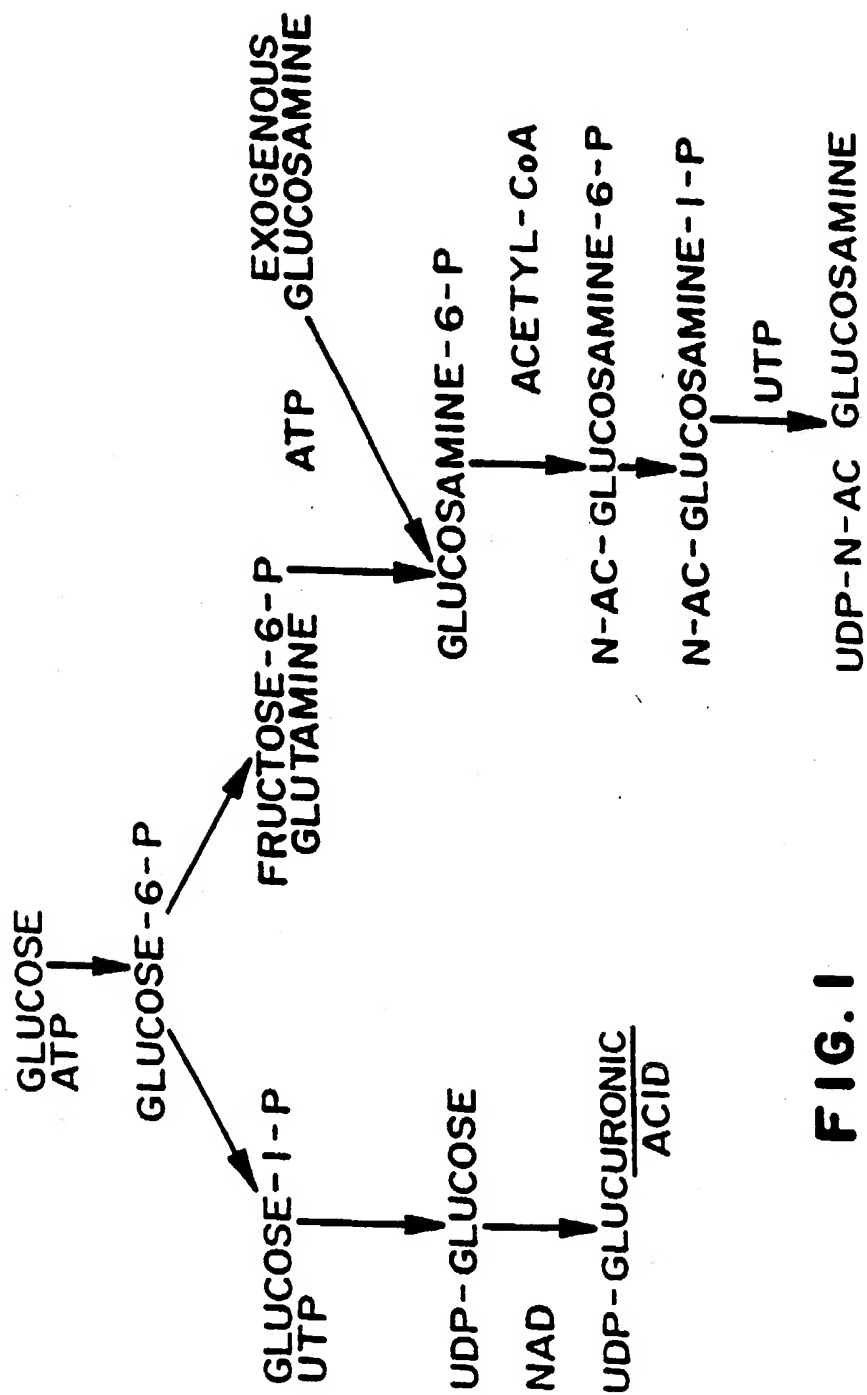 GLUCOSE
ATP
GLUCOSE-6-P
GLUCOSE-1-P
UTP
FRUCTOSE-6-P
GLUTAMINE
EXOGENOUS
GLUCOSAMINE
ATP
UDP-GLUCOSE
GLUCOSAMINE-6-P
NAD
ACETYL-CoA
UDP-GLUCURONIC
ACID
N-AC-GLUCOSAMINE-6-P
N-AC-GLUCOSAMINE-1-P
UTP
UDP-N-AC GLUCOSAMINE
FIG. 1